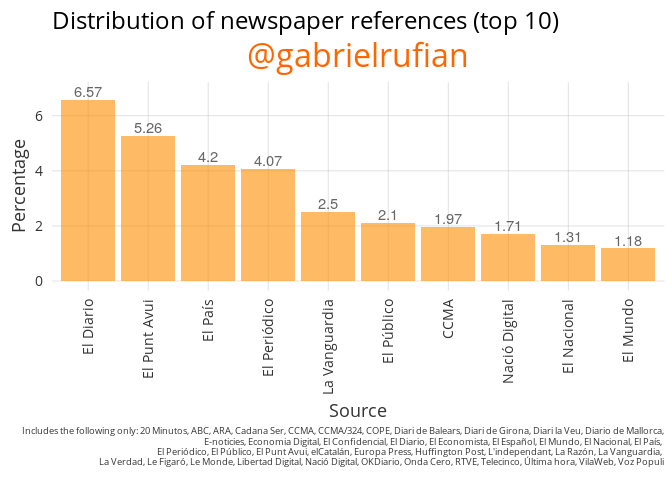 Distribution of newspaper references (top 10)
@gabrielrufian
Percentage
6
4
2
0
6.57
5.26
4.2
4.07
2.5
2.1
1.97
1.71
1.31
1.18
El Diario
El Punt Avui
El País
El Periódico
La Vanguardia
El Público
CCMA
Nació Digital
El Nacional
El Mundo
Source
Includes the following only: 20 Minutos, ABC, ARA, Cadana Ser, CCMA, CCMA/324, COPE, Diari de Balears, Diari de Girona, Diari la Veu, Diario de Mallorca,
E-noticies, Economia Digital, El Confidencial, El Diario, El Economista, El Español, El Mundo, El Nacional, El País,
El Periódico, El Público, El Punt Avui, elCatalán, Europa Press, Huffington Post, L'independant, La Razón, La Vanguardia,
La Verdad, Le Figaró, Le Monde, Libertad Digital, Nació Digital, OKDiario, Onda Cero, RTVE, Telecinco, Última hora, VilaWeb, Voz Populi